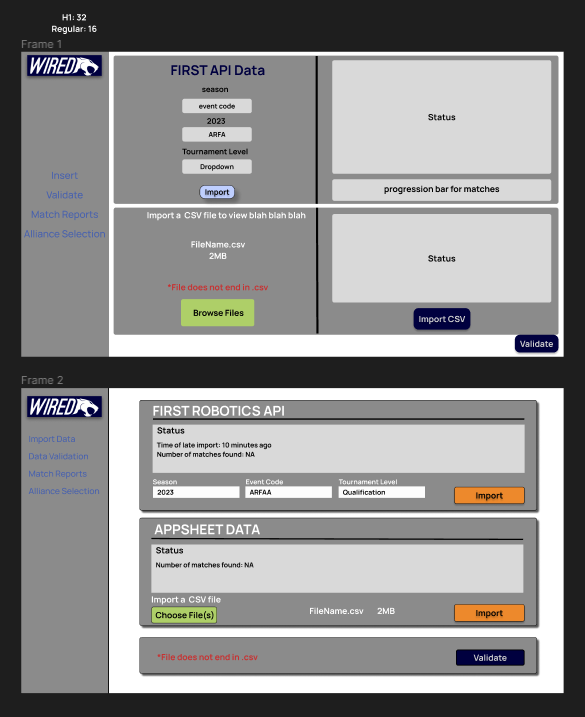 H1: 32
Regular: 16
Frame 1
WIRED
Insert
Validate
Match Reports
Alliance Selection
FIRST API Data
season
event code
2023
ARFA
Tournament Level
Dropdown
Import
Status
progression bar for matches
Import a CSV file to view blah blah blah
FileName.csv
2MB
*File does not end in .csv
Browse Files
Status
Import CSV
Validate
Frame 2
WIRED
Import Data
Data Validation
Match Reports
Alliance Selection
FIRST ROBOTICS API
Status
Time of late import: 10 minutes ago
Number of matches found: NA
Season Event Code Tournament Level
2023 ARFAA Qualification
Import
APPSHEET DATA
Status
Number of matches found: NA
Import a CSV file
Choose File(s) FileName.csv 2MB Import
*File does not end in .csv Validate